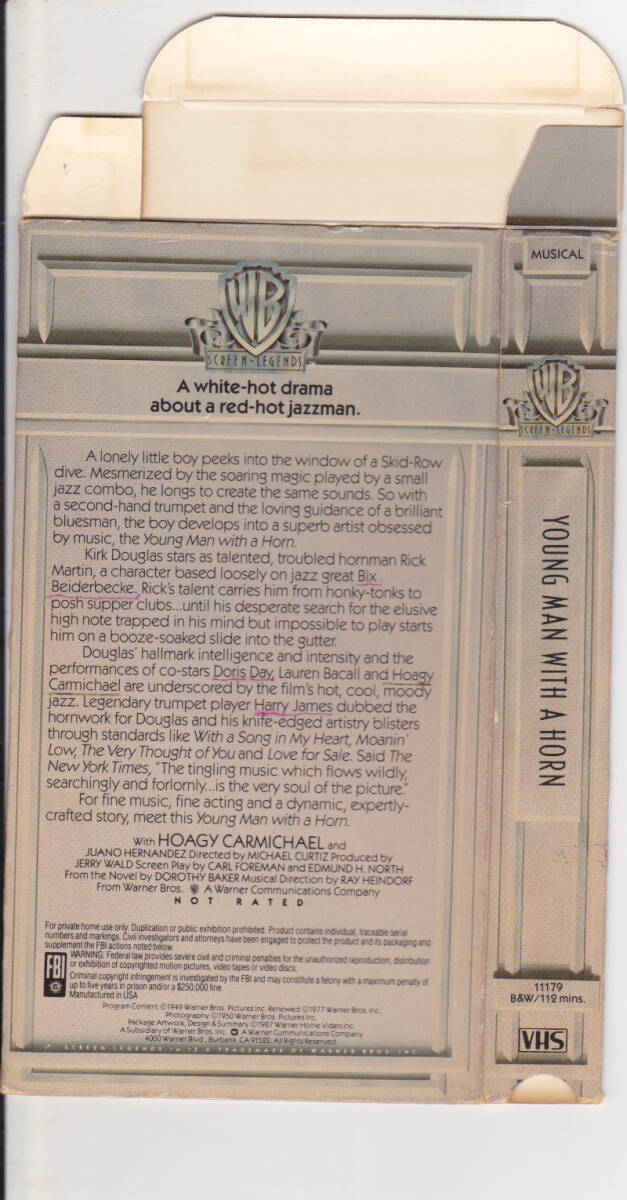 WB
SCREEN-LEGENDS
A white-hot drama
about a red-hot jazzman.
A lonely little boy peeks into the window of a Skid-Row
dive. Mesmerized by the soaring magic played by a small
jazz combo, he longs to create the same sounds. So with
a second-hand trumpet and the loving guidance of a brilliant
bluesman, the boy develops into a superb artist obsessed
by music, the Young Man with a Horn.
Kirk Douglas stars as talented, troubled hornman Rick
Martin, a character based loosely on jazz great Bix
Beiderbecke. Rick's talent carries him from honky-tonks to
posh supper clubs...until his desperate search for the elusive
high note trapped in his mind but impossible to play starts
him on a booze-soaked slide into the gutter.
Douglas' hallmark intelligence and intensity and the
performances of co-stars Doris Day, Lauren Bacall and Hoagy
Carmichael are underscored by the film's hot, cool, moody
jazz. Legendary trumpet player Harry James dubbed the
hornwork for Douglas and his knife-edged artistry blisters
through standards like With a Song in My Heart, Moanin'
Low, The Very Thought of You and Love for Sale. Said The
New York Times, "The tingling music which flows wildly,
searchingly and forlornly...is the very soul of the picture."
For fine music, fine acting and a dynamic, expertly-
crafted story, meet this Young Man with a Horn.
With HOAGY CARMICHAEL and
JUANO HERNANDEZ Directed by MICHAEL CURTIZ Produced by
JERRY WALD Screen Play by CARL FOREMAN and EDMUND H. NORTH
From the Novel by DOROTHY BAKER Musical Direction by RAY HEINDORF
From Warner Bros. A Warner Communications Company
NOT RATED
For private home use only. Duplication or public exhibition prohibited. Product contains individual, traceable serial
numbers and markings. Civil investigators and attorneys have been engaged to protect the product and its packaging and
supplement the FBI actions noted below.
FBI
WARNING: Federal law provides severe civil and criminal penalties for the unauthorized reproduction, distribution
or exhibition of copyrighted motion pictures, video tapes or video discs.
Criminal copyright infringement is investigated by the FBI and may constitute a felony with a maximum penalty of
up to five years in prison and/or a $250,000 fine.
Manufactured in USA
Program Content ©1949 Warner Bros. Pictures Inc. Renewed ©1977 Warner Bros. Inc.
Photography ©1950 Warner Bros. Pictures Inc.
Package Artwork, Design & Summary ©1987 Warner Home Video Inc.
A Subsidiary of Warner Bros. Inc. A Warner Communications Company
4000 Warner Blvd., Burbank, CA 91522. All Rights Reserved.
SCREEN LEGENDS ™ IS A TRADEMARK OF WARNER BROS. INC.
MUSICAL
WB
SCREEN-LEGENDS
YOUNG MAN WITH A HORN
11179
B&W/112 mins.
VHS